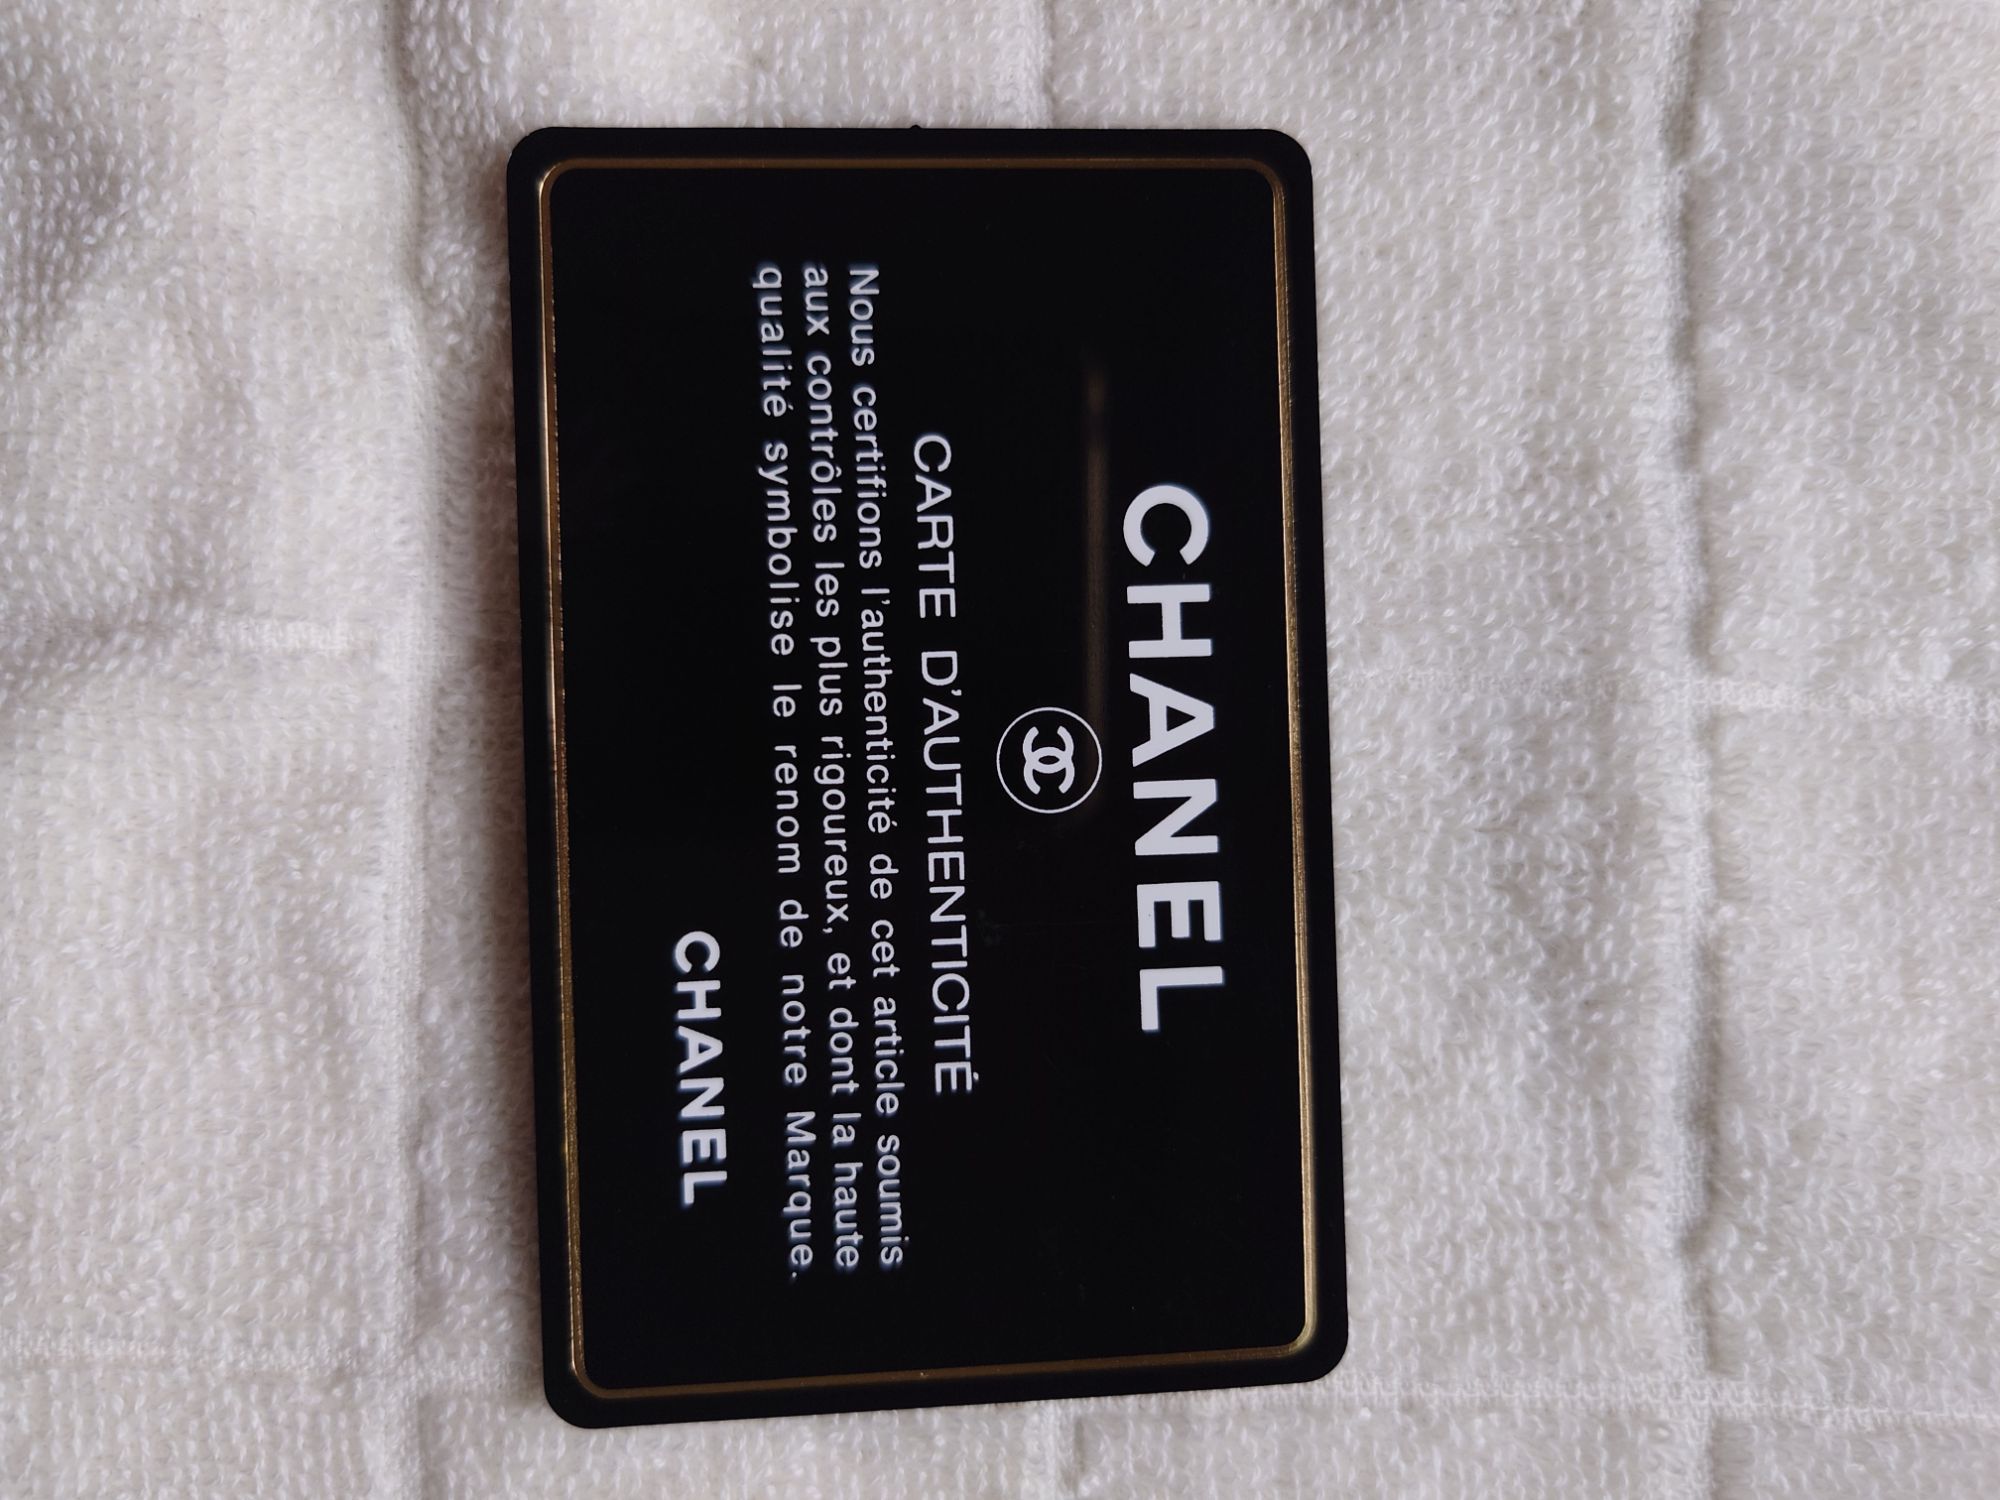 CHANEL
CARTE D'AUTHENTICITÉ
Nous certifions l'authenticité de cet article soumis
aux contrôles les plus rigoureux, et dont la haute
qualité symbolise le renom de notre Marque.
CHANEL